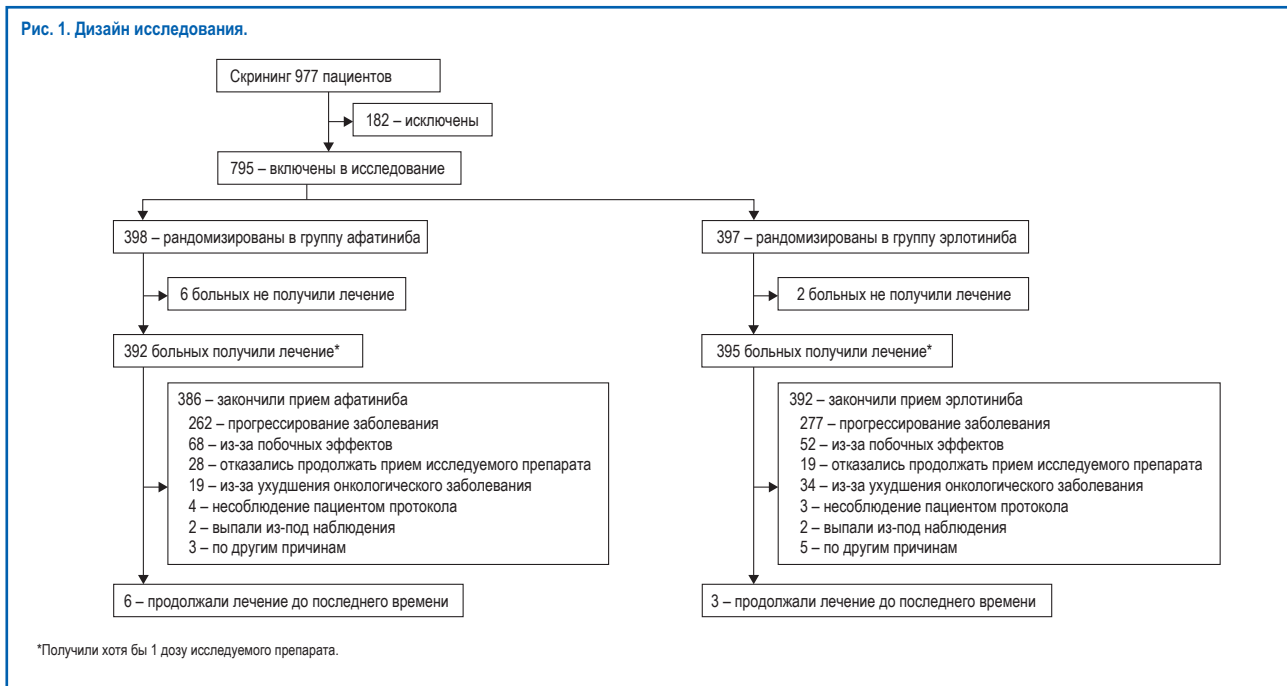 Рис. 1. Дизайн исследования.
Скрининг 977 пациентов
182 – исключены
795 – включены в исследование
398 – рандомизированы в группу афатиниба
6 больных не получили лечение
392 больных получили лечение*
386 – закончили прием афатиниба
262 – прогрессирование заболевания
68 – из-за побочных эффектов
28 – отказались продолжать прием исследуемого препарата
19 – из-за ухудшения онкологического заболевания
4 – несоблюдение пациентом протокола
2 – выпали из-под наблюдения
3 – по другим причинам
6 – продолжали лечение до последнего времени
397 – рандомизированы в группу эрлотиниба
2 больных не получили лечение
395 больных получили лечение*
392 – закончили прием эрлотиниба
277 – прогрессирование заболевания
52 – из-за побочных эффектов
19 – отказались продолжать прием исследуемого препарата
34 – из-за ухудшения онкологического заболевания
3 – несоблюдение пациентом протокола
2 – выпали из-под наблюдения
5 – по другим причинам
3 – продолжали лечение до последнего времени
*Получили хотя бы 1 дозу исследуемого препарата.